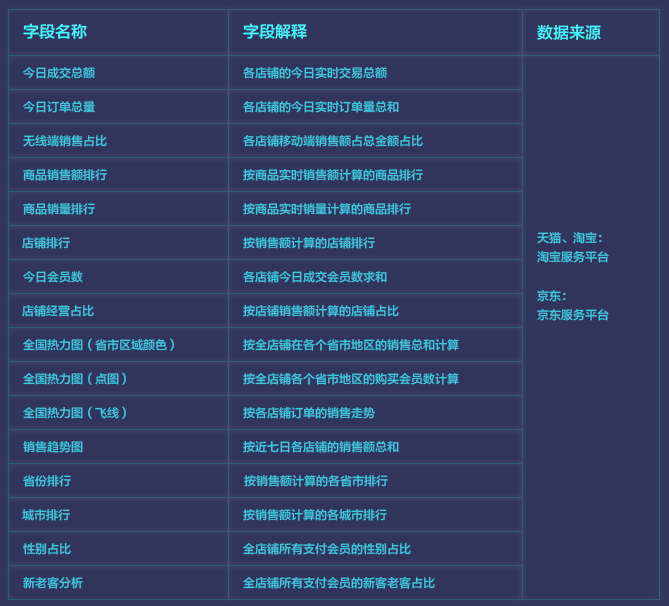 字段名称 字段解释 数据来源
今日成交总额 各店铺的今日实时交易总额
今日订单总量 各店铺的今日实时订单量总和
无线端销售占比 各店铺移动端销售额占总金额占比
商品销售额排行 按商品实时销售额计算的商品排行
商品销量排行 按商品实时销量计算的商品排行
店铺排行 按销售额计算的店铺排行
今日会员数 各店铺今日成交会员数求和
店铺经营占比 按店铺销售额计算的店铺占比
全国热力图（省市区域颜色） 按全店铺在各个省市地区的销售总和计算
全国热力图（点图） 按全店铺各个省市地区的购买会员数计算
全国热力图（飞线） 按各店铺订单的销售走势
销售趋势图 按近七日各店铺的销售额总和
省份排行 按销售额计算的各省市排行
城市排行 按销售额计算的各城市排行
性别占比 全店铺所有支付会员的性别占比
新老客分析 全店铺所有支付会员的新客老客占比
天猫、淘宝：
淘宝服务平台
京东：
京东服务平台